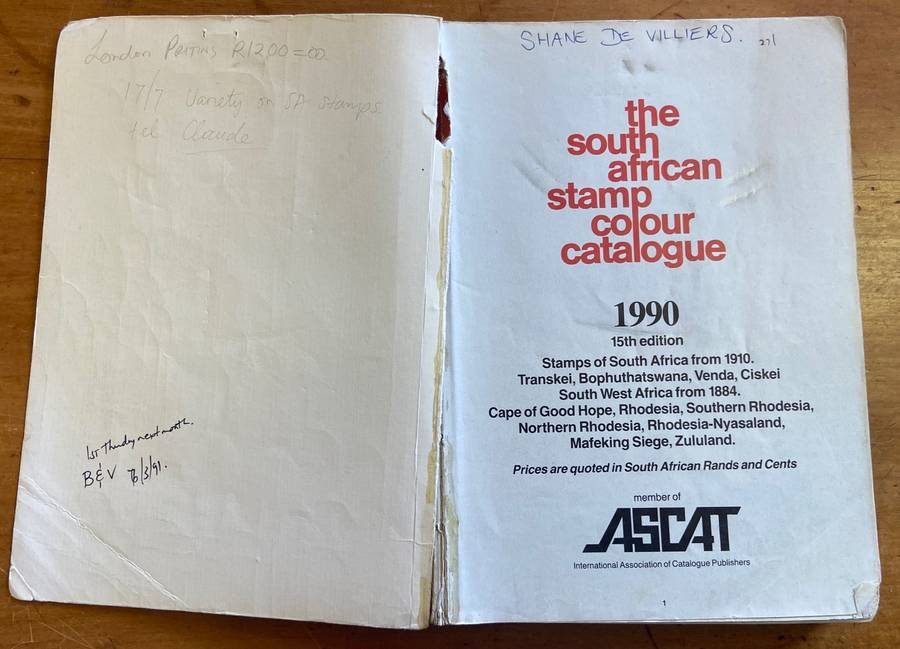 London Printing R1200=00
17/7 Variety on SA stamps
tel Claude
1st Thursday next month.
B & V 3/91.
SHANE DE VILLIERS.
the
south
african
stamp
colour
catalogue
1990
15th edition
Stamps of South Africa from 1910.
Transkei, Bophuthatswana, Venda, Ciskei
South West Africa from 1884.
Cape of Good Hope, Rhodesia, Southern Rhodesia,
Northern Rhodesia, Rhodesia-Nyasaland,
Mafeking Siege, Zululand.
Prices are quoted in South African Rands and Cents
member of
ASCAT
International Association of Catalogue Publishers
1